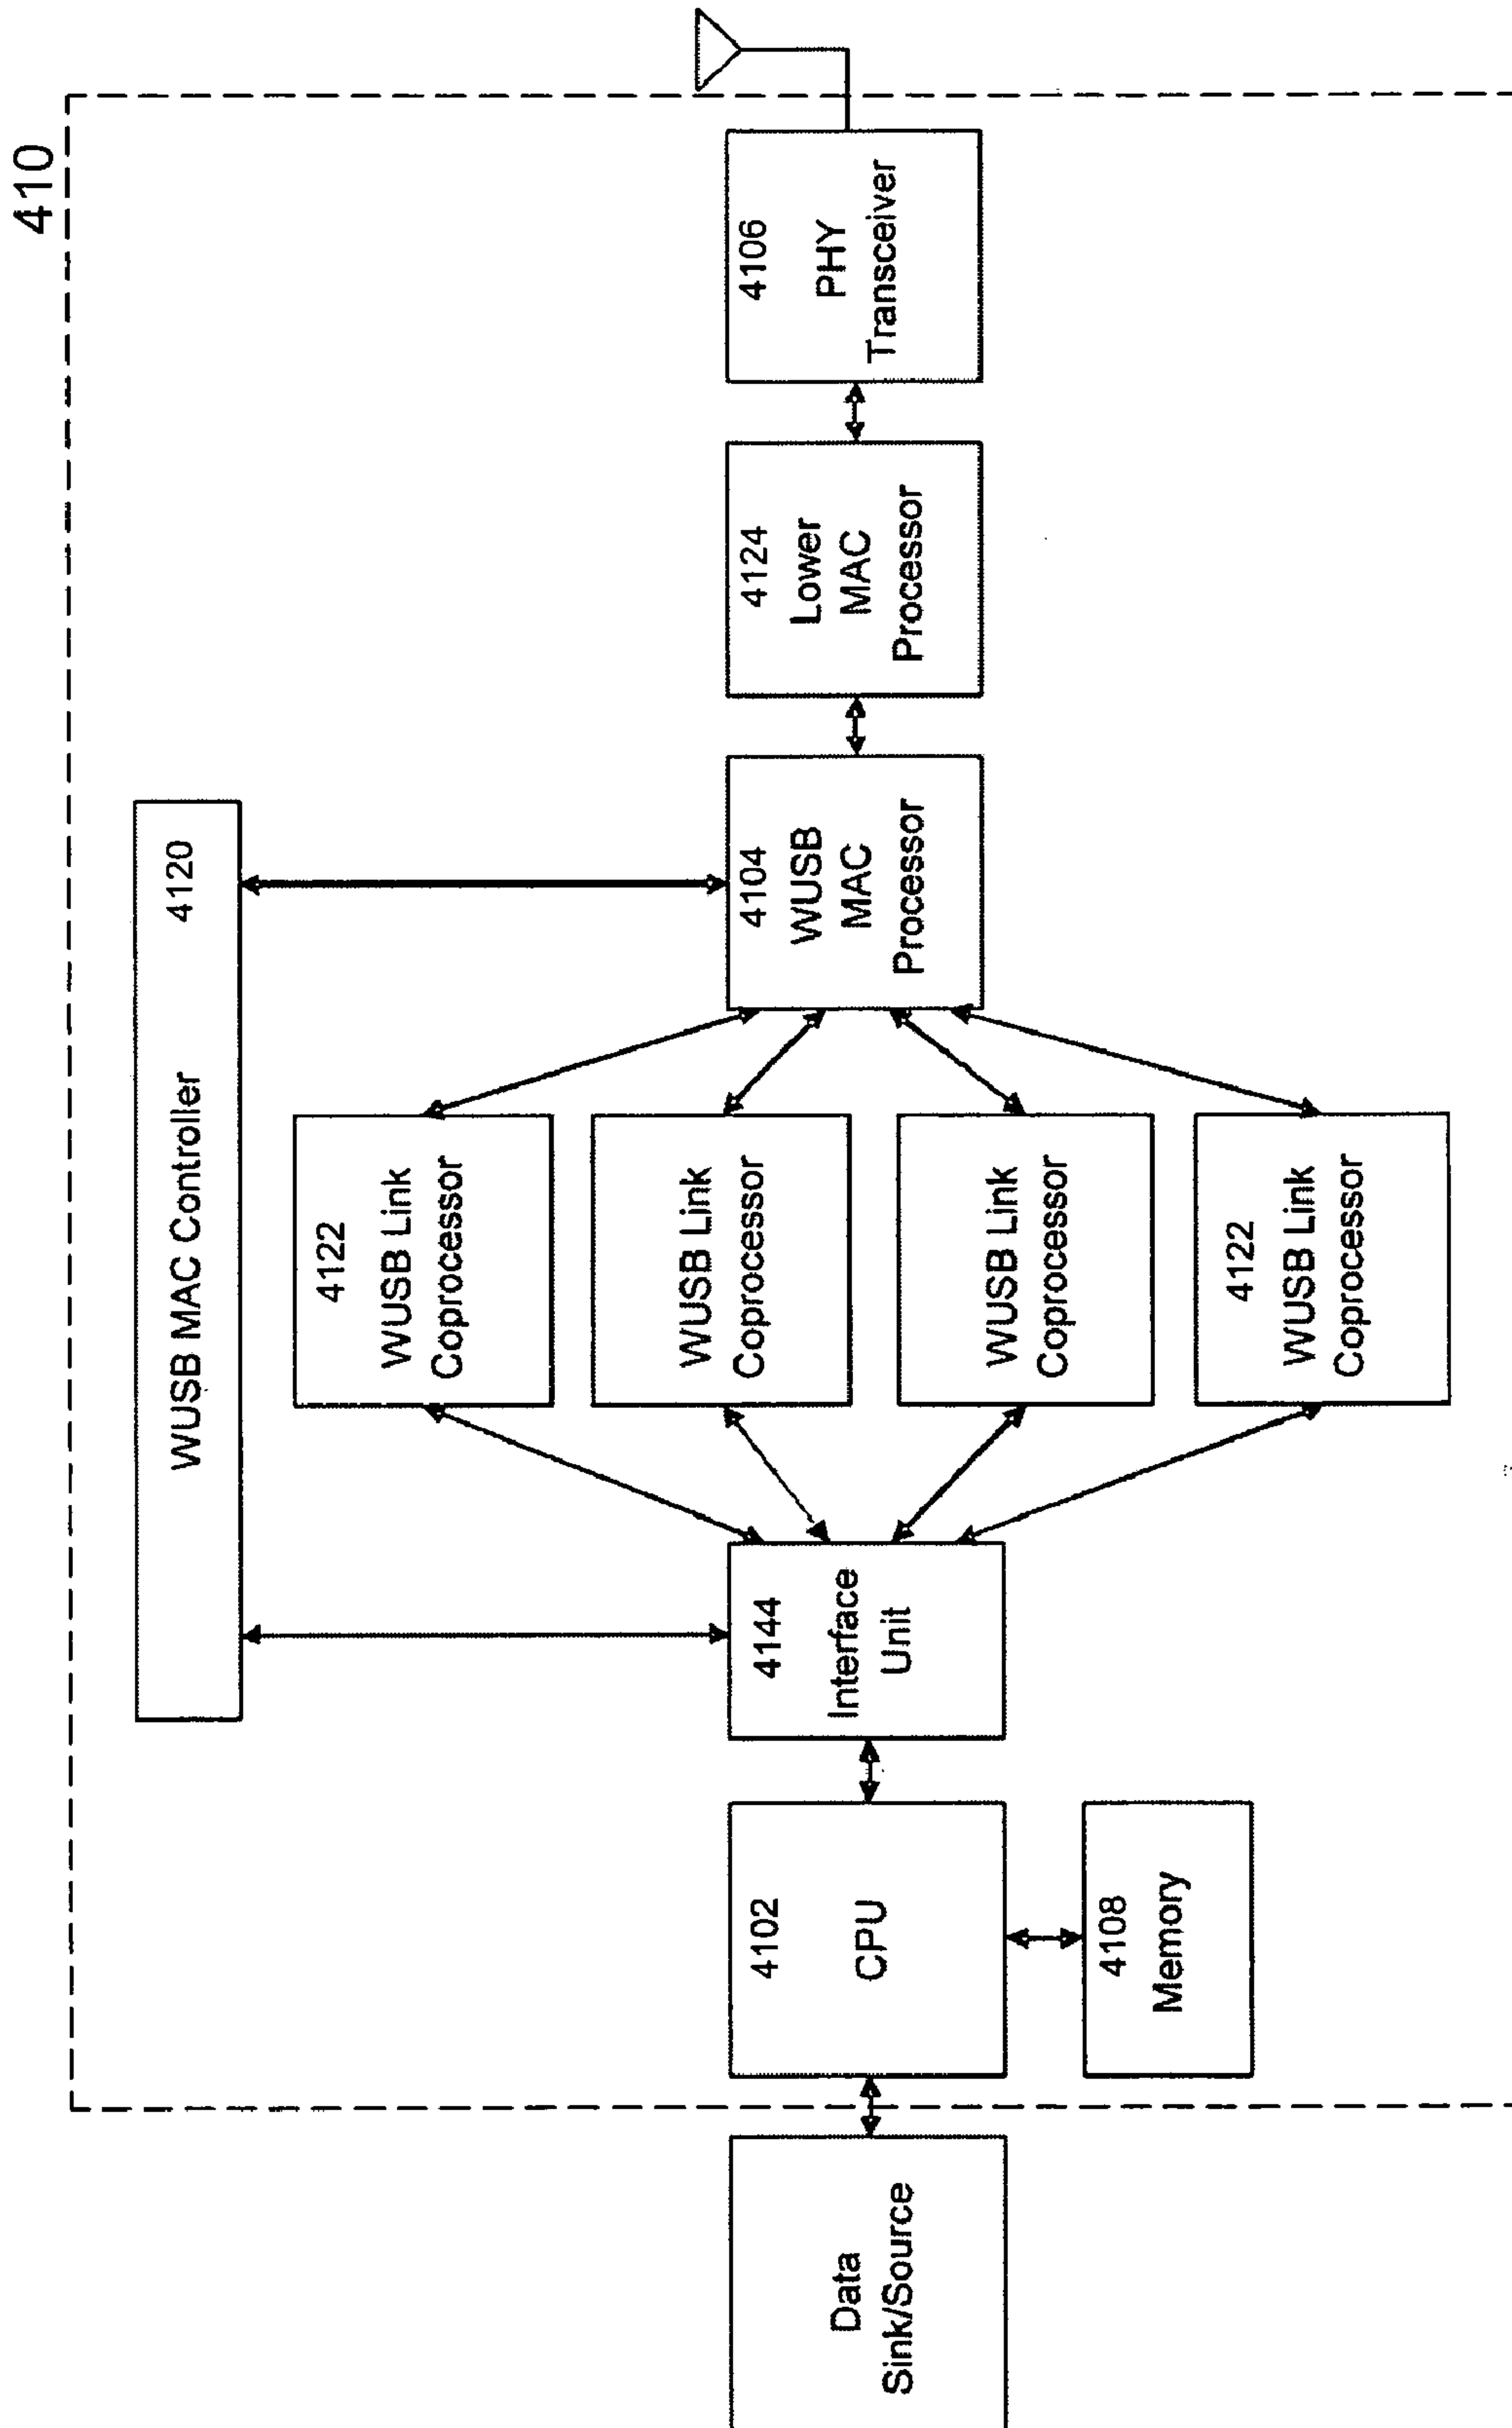 410
WUSB MAC Controller 4120
Data
Sink/Source
4102
CPU
4108
Memory
4144
Interface
Unit
4122
WUSB Link
Coprocessor
WUSB Link
Coprocessor
WUSB Link
Coprocessor
4122
WUSB Link
Coprocessor
4104
WUSB
MAC
Processor
4124
Lower
MAC
Processor
4106
PHY
Transceiver